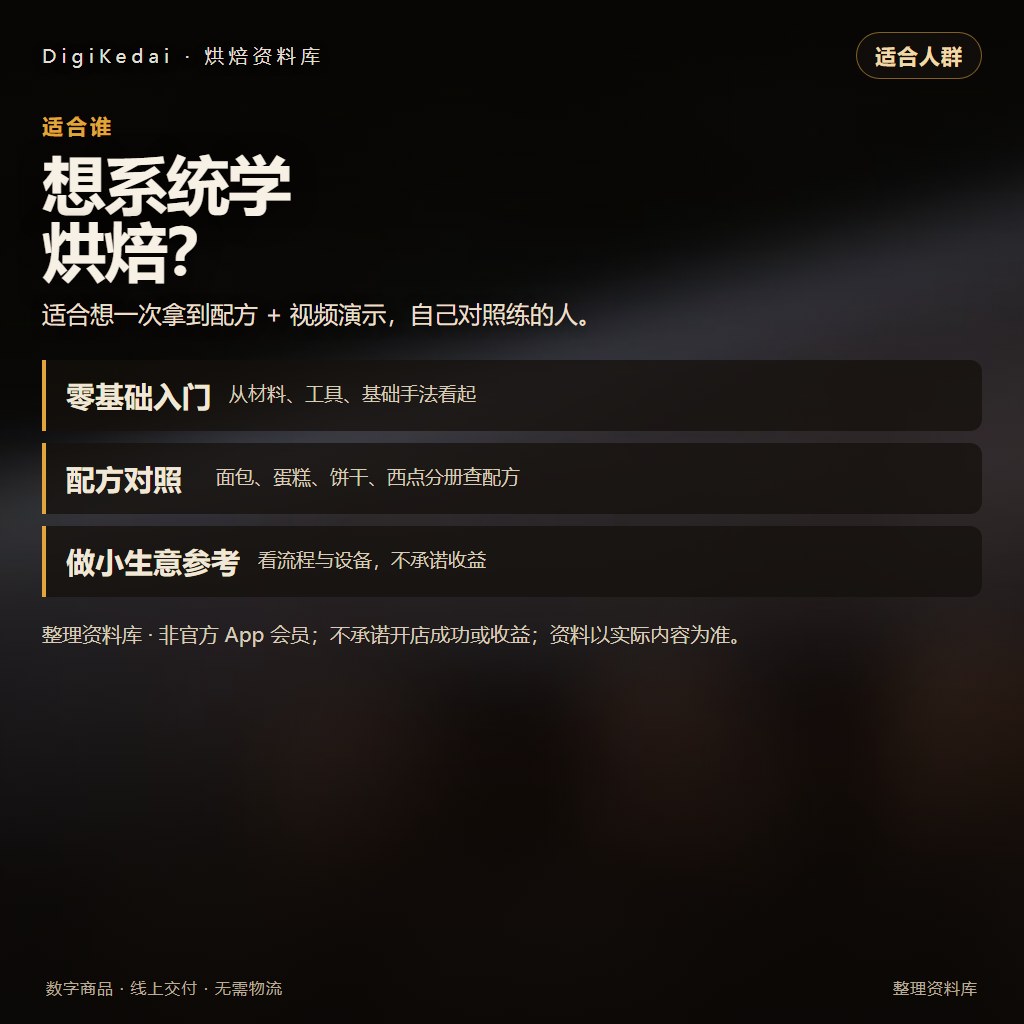 DigiKedai · 烘焙资料库
适合人群
适合谁
想系统学
烘焙？
适合想一次拿到配方 + 视频演示，自己对照练的人。
零基础入门 从材料、工具、基础手法看起
配方对照 面包、蛋糕、饼干、西点分册查配方
做小生意参考 看流程与设备，不承诺收益
整理资料库 · 非官方 App 会员；不承诺开店成功或收益；资料以实际内容为准。
数字商品 · 线上交付 · 无需物流
整理资料库